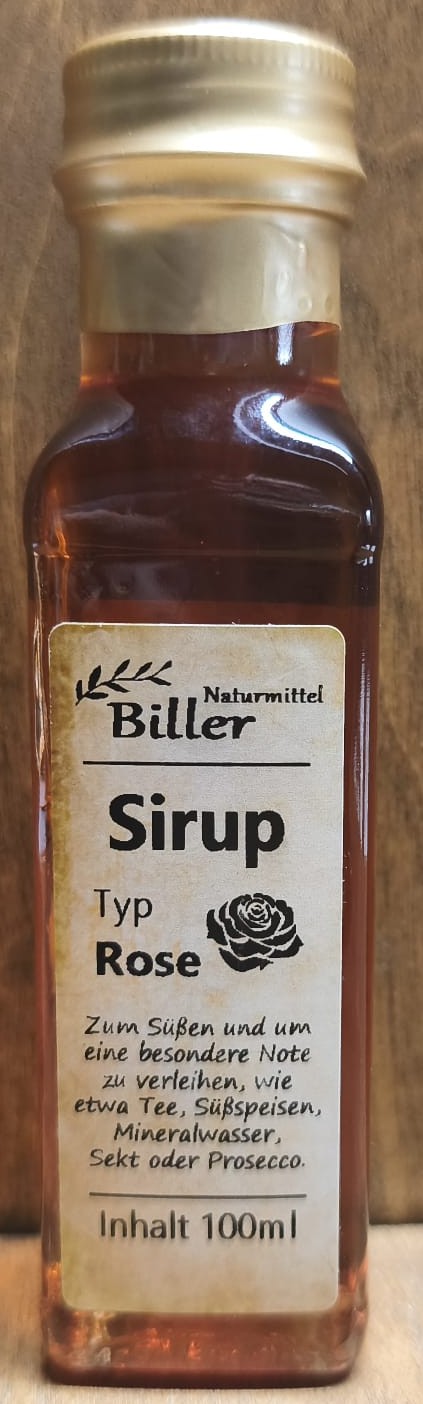 Naturmittel
Biller
Sirup
Typ
Rose
Zum Süßen und um
eine besondere Note
zu verleihen, wie
etwa Tee, Süßspeisen,
Mineralwasser,
Sekt oder Prosecco.
Inhalt 100ml